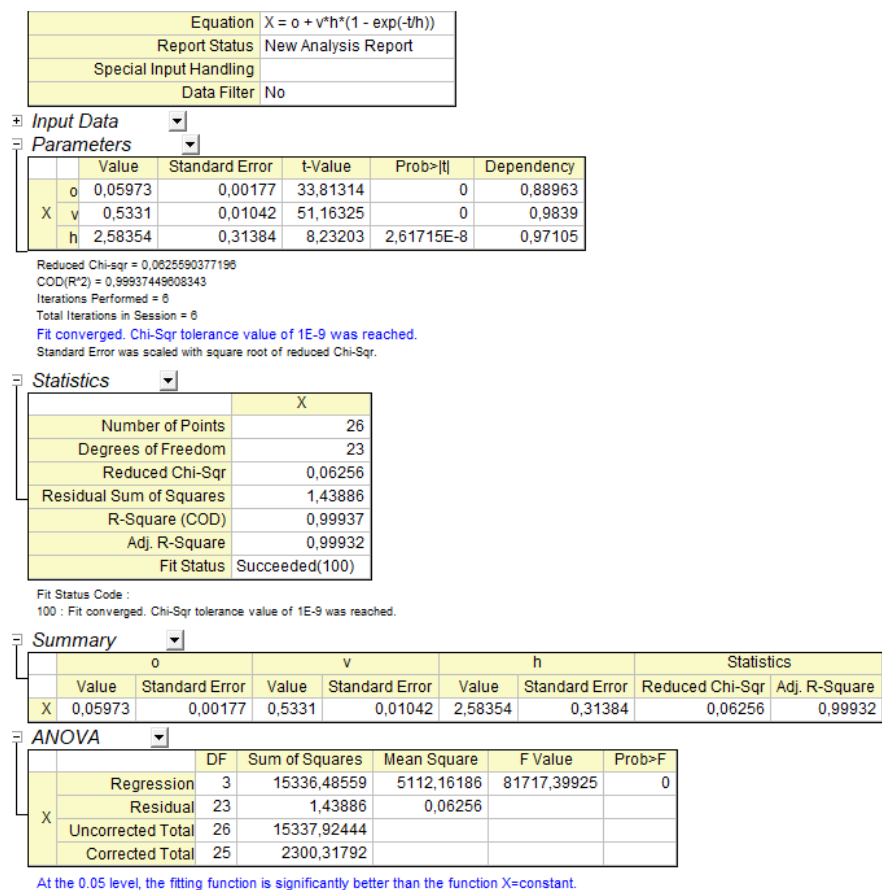 Equation X = o + v*h*(1 - exp(-t/h))
Report Status New Analysis Report
Special Input Handling
Data Filter No
Input Data
Parameters
Value Standard Error t-Value Prob>|t| Dependency
X o 0,05973 0,00177 33,81314 0 0,88963
v 0,5331 0,01042 51,16325 0 0,9839
h 2,58354 0,31384 8,23203 2,61715E-8 0,97105
Reduced Chi-sqr = 0,0625590377196
COD(R^2) = 0,99937449608343
Iterations Performed = 6
Total Iterations in Session = 6
Fit converged. Chi-Sqr tolerance value of 1E-9 was reached.
Standard Error was scaled with square root of reduced Chi-Sqr.
Statistics
X
Number of Points 26
Degrees of Freedom 23
Reduced Chi-Sqr 0,06256
Residual Sum of Squares 1,43886
R-Square (COD) 0,99937
Adj. R-Square 0,99932
Fit Status Succeeded(100)
Fit Status Code :
100 : Fit converged. Chi-Sqr tolerance value of 1E-9 was reached.
Summary
o v h Statistics
Value Standard Error Value Standard Error Value Standard Error Reduced Chi-Sqr Adj. R-Square
X 0,05973 0,00177 0,5331 0,01042 2,58354 0,31384 0,06256 0,99932
ANOVA
DF Sum of Squares Mean Square F Value Prob>F
X Regression 3 15336,48559 5112,16186 81717,39925 0
Residual 23 1,43886 0,06256
Uncorrected Total 26 15337,92444
Corrected Total 25 2300,31792
At the 0.05 level, the fitting function is significantly better than the function X=constant.